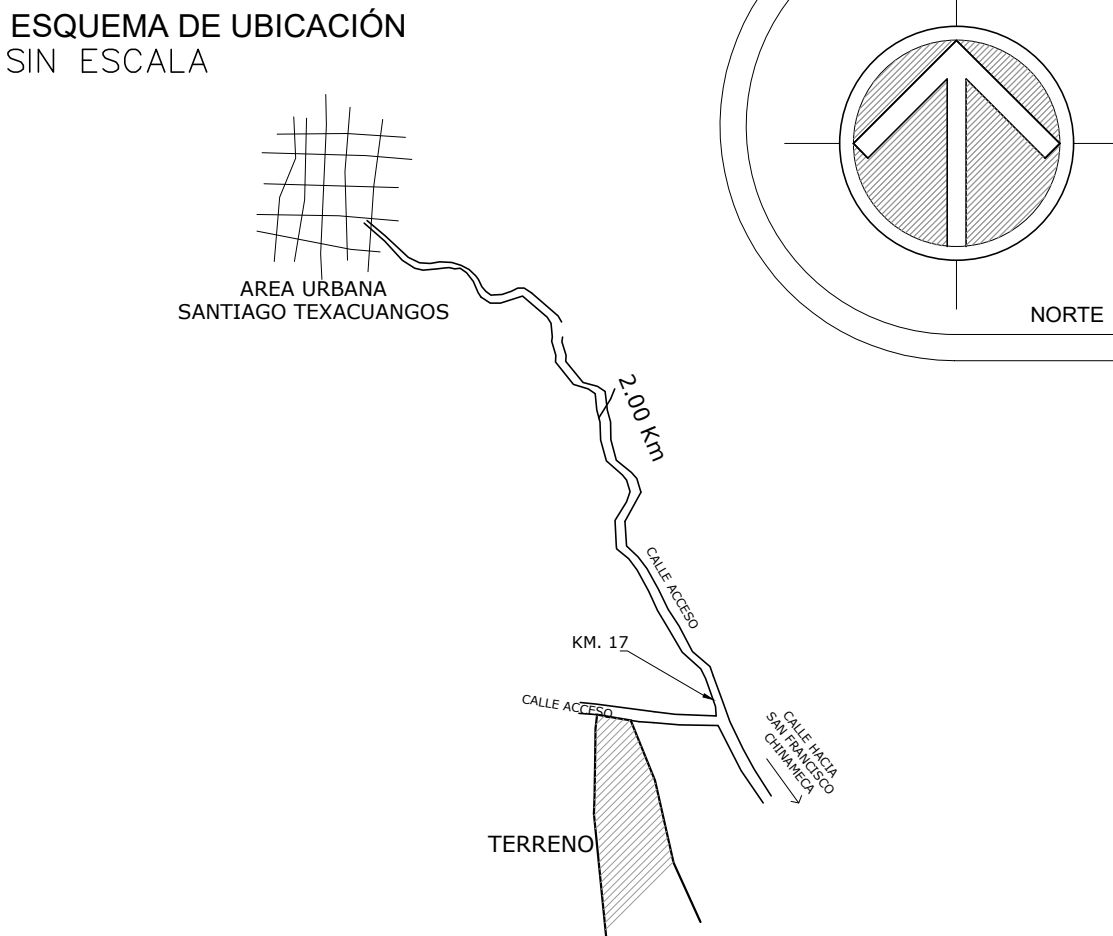 ESQUEMA DE UBICACIÓN
SIN ESCALA
NORTE
AREA URBANA
SANTIAGO TEXACUANGOS
2.00 Km
CALLE ACCESO
KM. 17
CALLE ACCESO
CALLE HACIA
SAN FRANCISCO
CHINAMECA
TERRENO